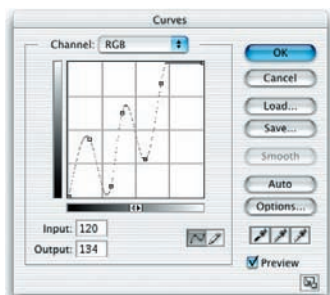 Curves
Channel: RGB
OK
Cancel
Load...
Save...
Smooth
Auto
Options...
Input: 120
Output: 134
Preview